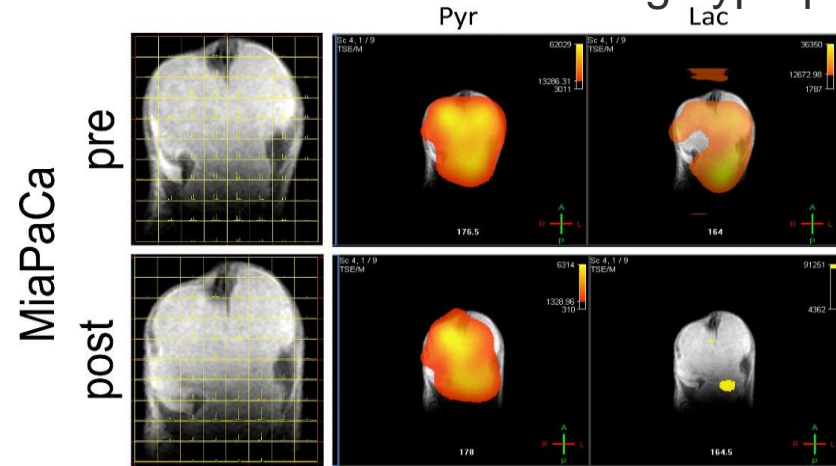 Pyr
Lac
MiaPaCa
pre
Sc 4, 1 / 9
TSE/M
62029
13286.31
3011
A
R
L
P
176.5
Sc 4, 1 / 9
TSE/M
36350
12672.98
1787
A
R
L
P
164
post
Sc 4, 1 / 9
TSE/M
6314
1328.96
310
A
R
L
P
178
Sc 4, 1 / 9
TSE/M
91251
4362
A
R
L
P
164.5